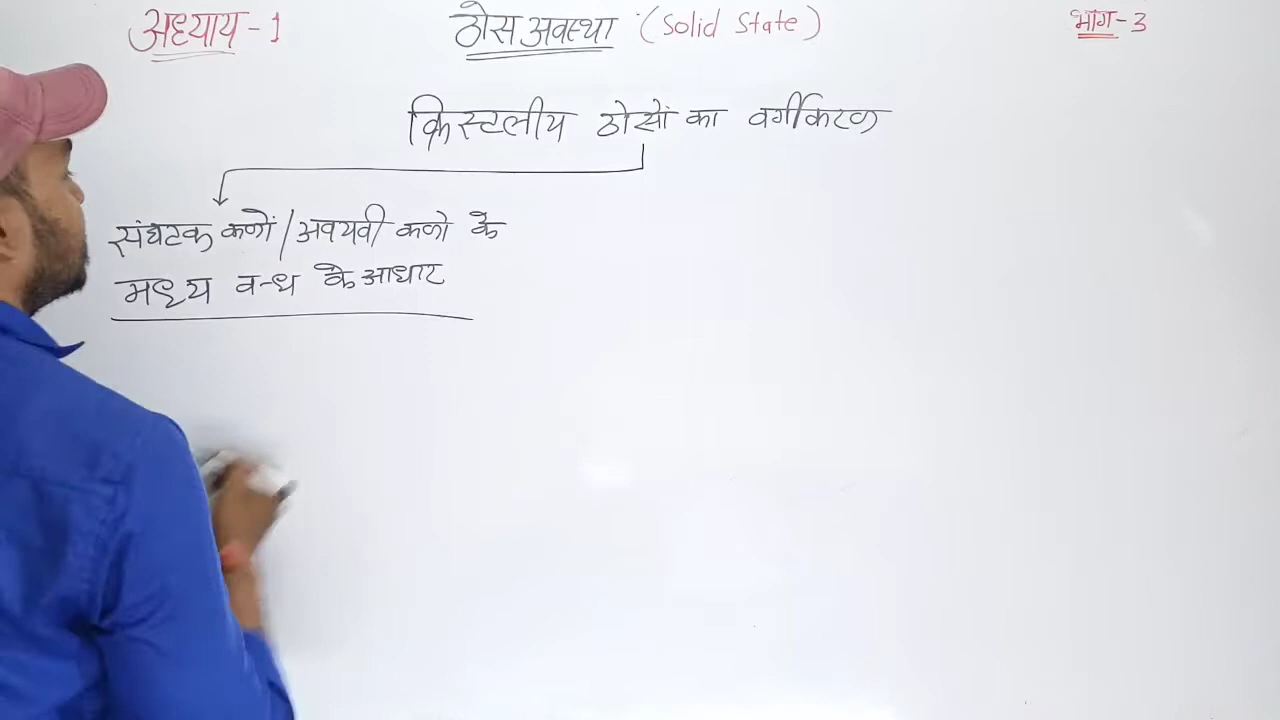 अध्याय-1 ठोस अवस्था (Solid State) भाग-3
क्रिस्टलीय ठोसों का वर्गीकरण
संघटक कणों/अवयवी कणो के
मध्य बन्ध के आधार